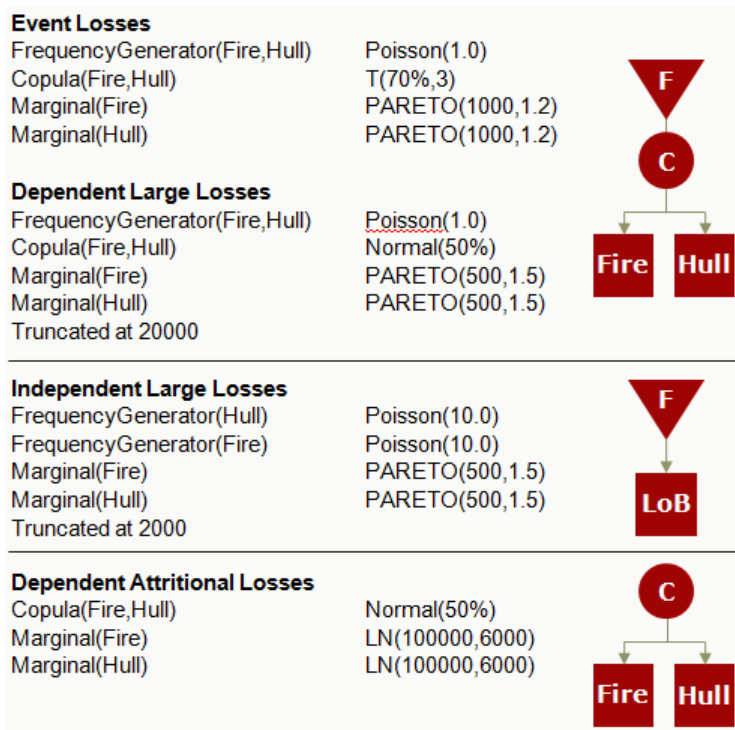 Event Losses
FrequencyGenerator(Fire,Hull) Poisson(1.0)
Copula(Fire,Hull) T(70%,3)
Marginal(Fire) PARETO(1000,1.2)
Marginal(Hull) PARETO(1000,1.2)
F
C
Fire Hull
Dependent Large Losses
FrequencyGenerator(Fire,Hull) Poisson(1.0)
Copula(Fire,Hull) Normal(50%)
Marginal(Fire) PARETO(500,1.5)
Marginal(Hull) PARETO(500,1.5)
Truncated at 20000
Independent Large Losses
FrequencyGenerator(Hull) Poisson(10.0)
FrequencyGenerator(Fire) Poisson(10.0)
Marginal(Fire) PARETO(500,1.5)
Marginal(Hull) PARETO(500,1.5)
Truncated at 2000
F
LoB
Dependent Attritional Losses
Copula(Fire,Hull) Normal(50%)
Marginal(Fire) LN(100000,6000)
Marginal(Hull) LN(100000,6000)
C
Fire Hull